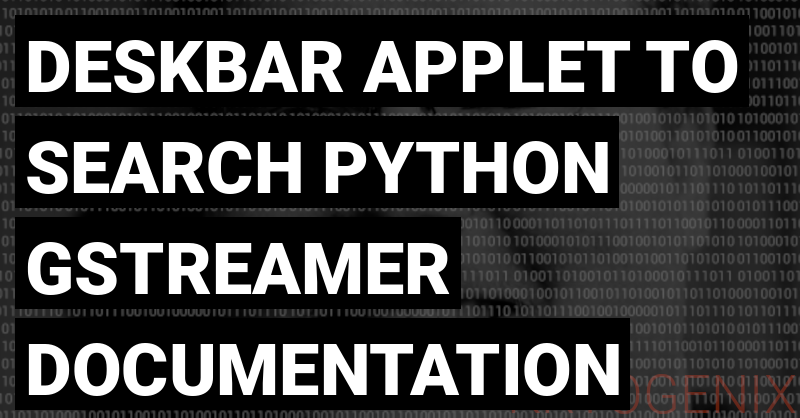 DESKBAR APPLET TO
SEARCH PYTHON
GSTREAMER
DOCUMENTATION